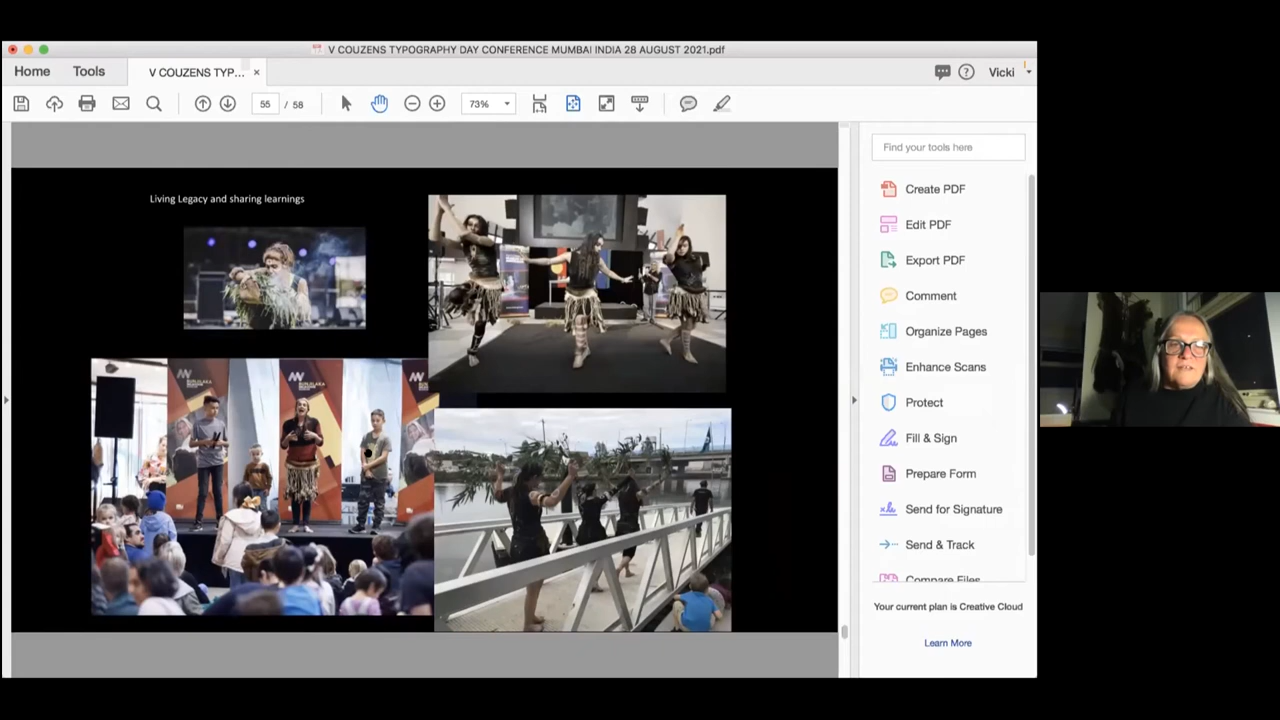 V COUZENS TYPOGRAPHY DAY CONFERENCE MUMBAI INDIA 28 AUGUST 2021.pdf
Home
Tools
V COUZENS TYP...
×
Vicki
55
/ 58
73%
Find your tools here
Create PDF
Edit PDF
Export PDF
Comment
Organize Pages
Enhance Scans
Protect
Fill & Sign
Prepare Form
Send for Signature
Send & Track
Compare Files
Your current plan is Creative Cloud
Learn More
Living Legacy and sharing learnings